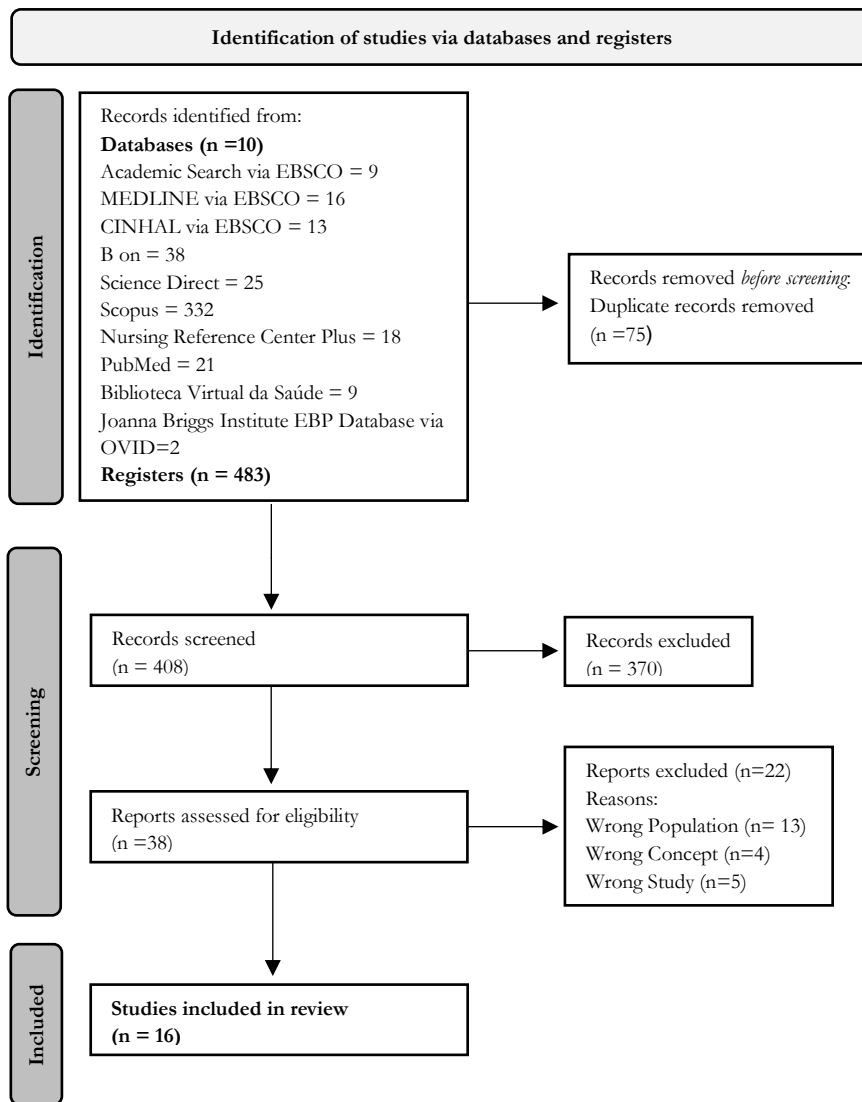 Identification of studies via databases and registers
Identification
Records identified from:
Databases (n =10)
Academic Search via EBSCO = 9
MEDLINE via EBSCO = 16
CINHAL via EBSCO = 13
B on = 38
Science Direct = 25
Scopus = 332
Nursing Reference Center Plus = 18
PubMed = 21
Biblioteca Virtual da Saúde = 9
Joanna Briggs Institute EBP Database via
OVID=2
Registers (n = 483)
Records removed before screening:
Duplicate records removed
(n =75)
Screening
Records screened
(n = 408)
Records excluded
(n = 370)
Reports assessed for eligibility
(n =38)
Reports excluded (n=22)
Reasons:
Wrong Population (n= 13)
Wrong Concept (n=4)
Wrong Study (n=5)
Included
Studies included in review
(n = 16)